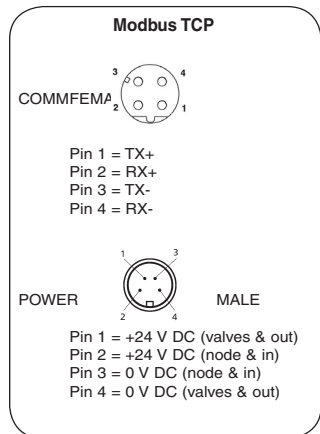 Modbus TCP
3 4
COMMFEMA
2 1
Pin 1 = TX+
Pin 2 = RX+
Pin 3 = TX-
Pin 4 = RX-
1 3
POWER MALE
2 4
Pin 1 = +24 V DC (valves & out)
Pin 2 = +24 V DC (node & in)
Pin 3 = 0 V DC (node & in)
Pin 4 = 0 V DC (valves & out)